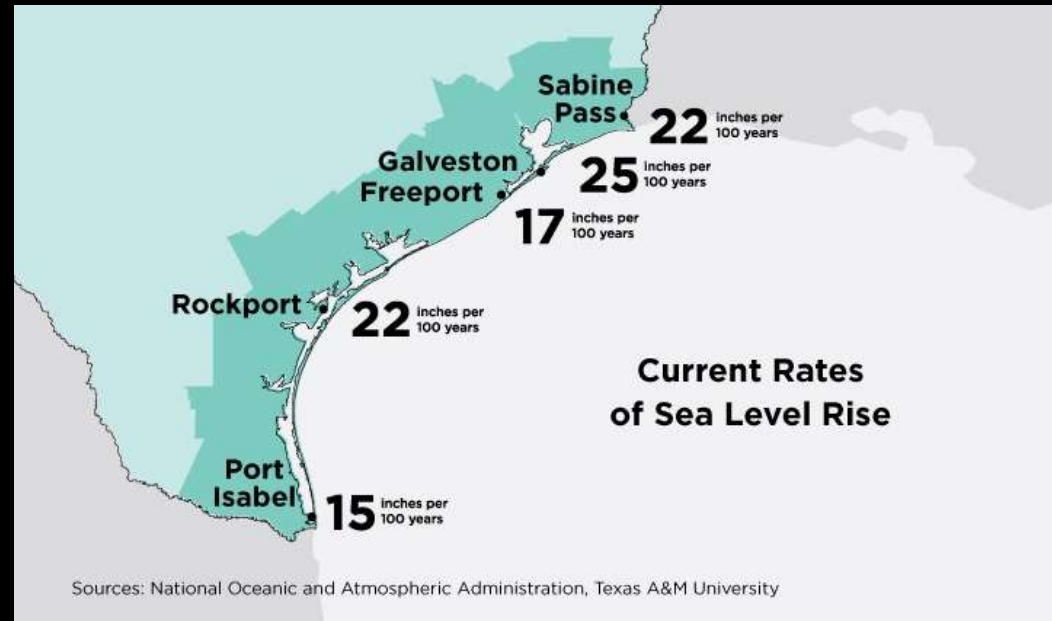 Sabine
Pass
22 inches per
100 years
Galveston
25 inches per
100 years
Freeport
17 inches per
100 years
Rockport
22 inches per
100 years
Current Rates
of Sea Level Rise
Port
Isabel
15 inches per
100 years
Sources: National Oceanic and Atmospheric Administration, Texas A&M University